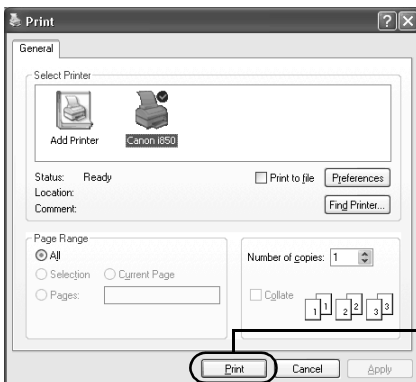 Print
General
Select Printer
Add Printer
Canon i850
Status: Ready
Location:
Comment:
Print to file
Preferences
Find Printer...
Page Range
All
Selection
Current Page
Pages:
Number of copies: 1
Collate
1 1 2 2 3 3
Print
Cancel
Apply